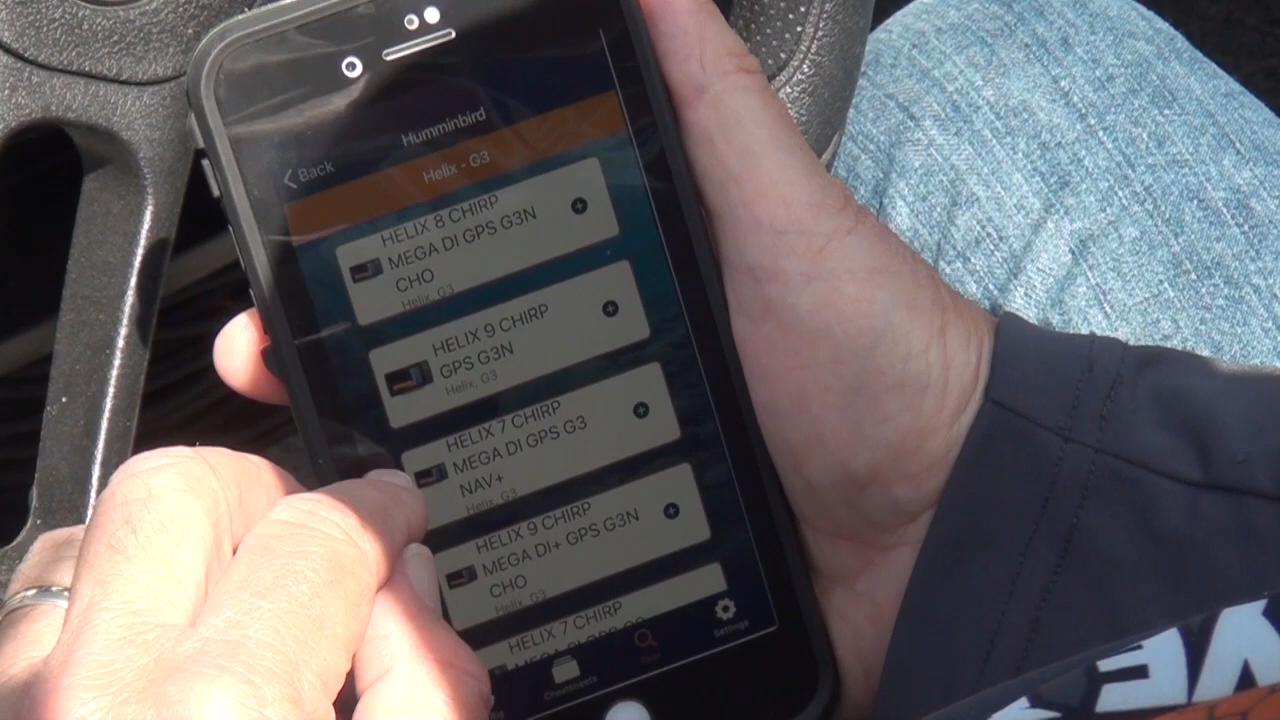 Humminbird
Back
Helix - G3
HELIX 8 CHIRP
MEGA DI GPS G3N
CHO
Helix, G3
HELIX 9 CHIRP
GPS G3N
Helix, G3
HELIX 7 CHIRP
MEGA DI GPS G3
NAV+
Helix, G3
HELIX 9 CHIRP
MEGA DI+ GPS G3N
CHO
Helix, G3
HELIX 7 CHIRP
Cheatsheets
Settings